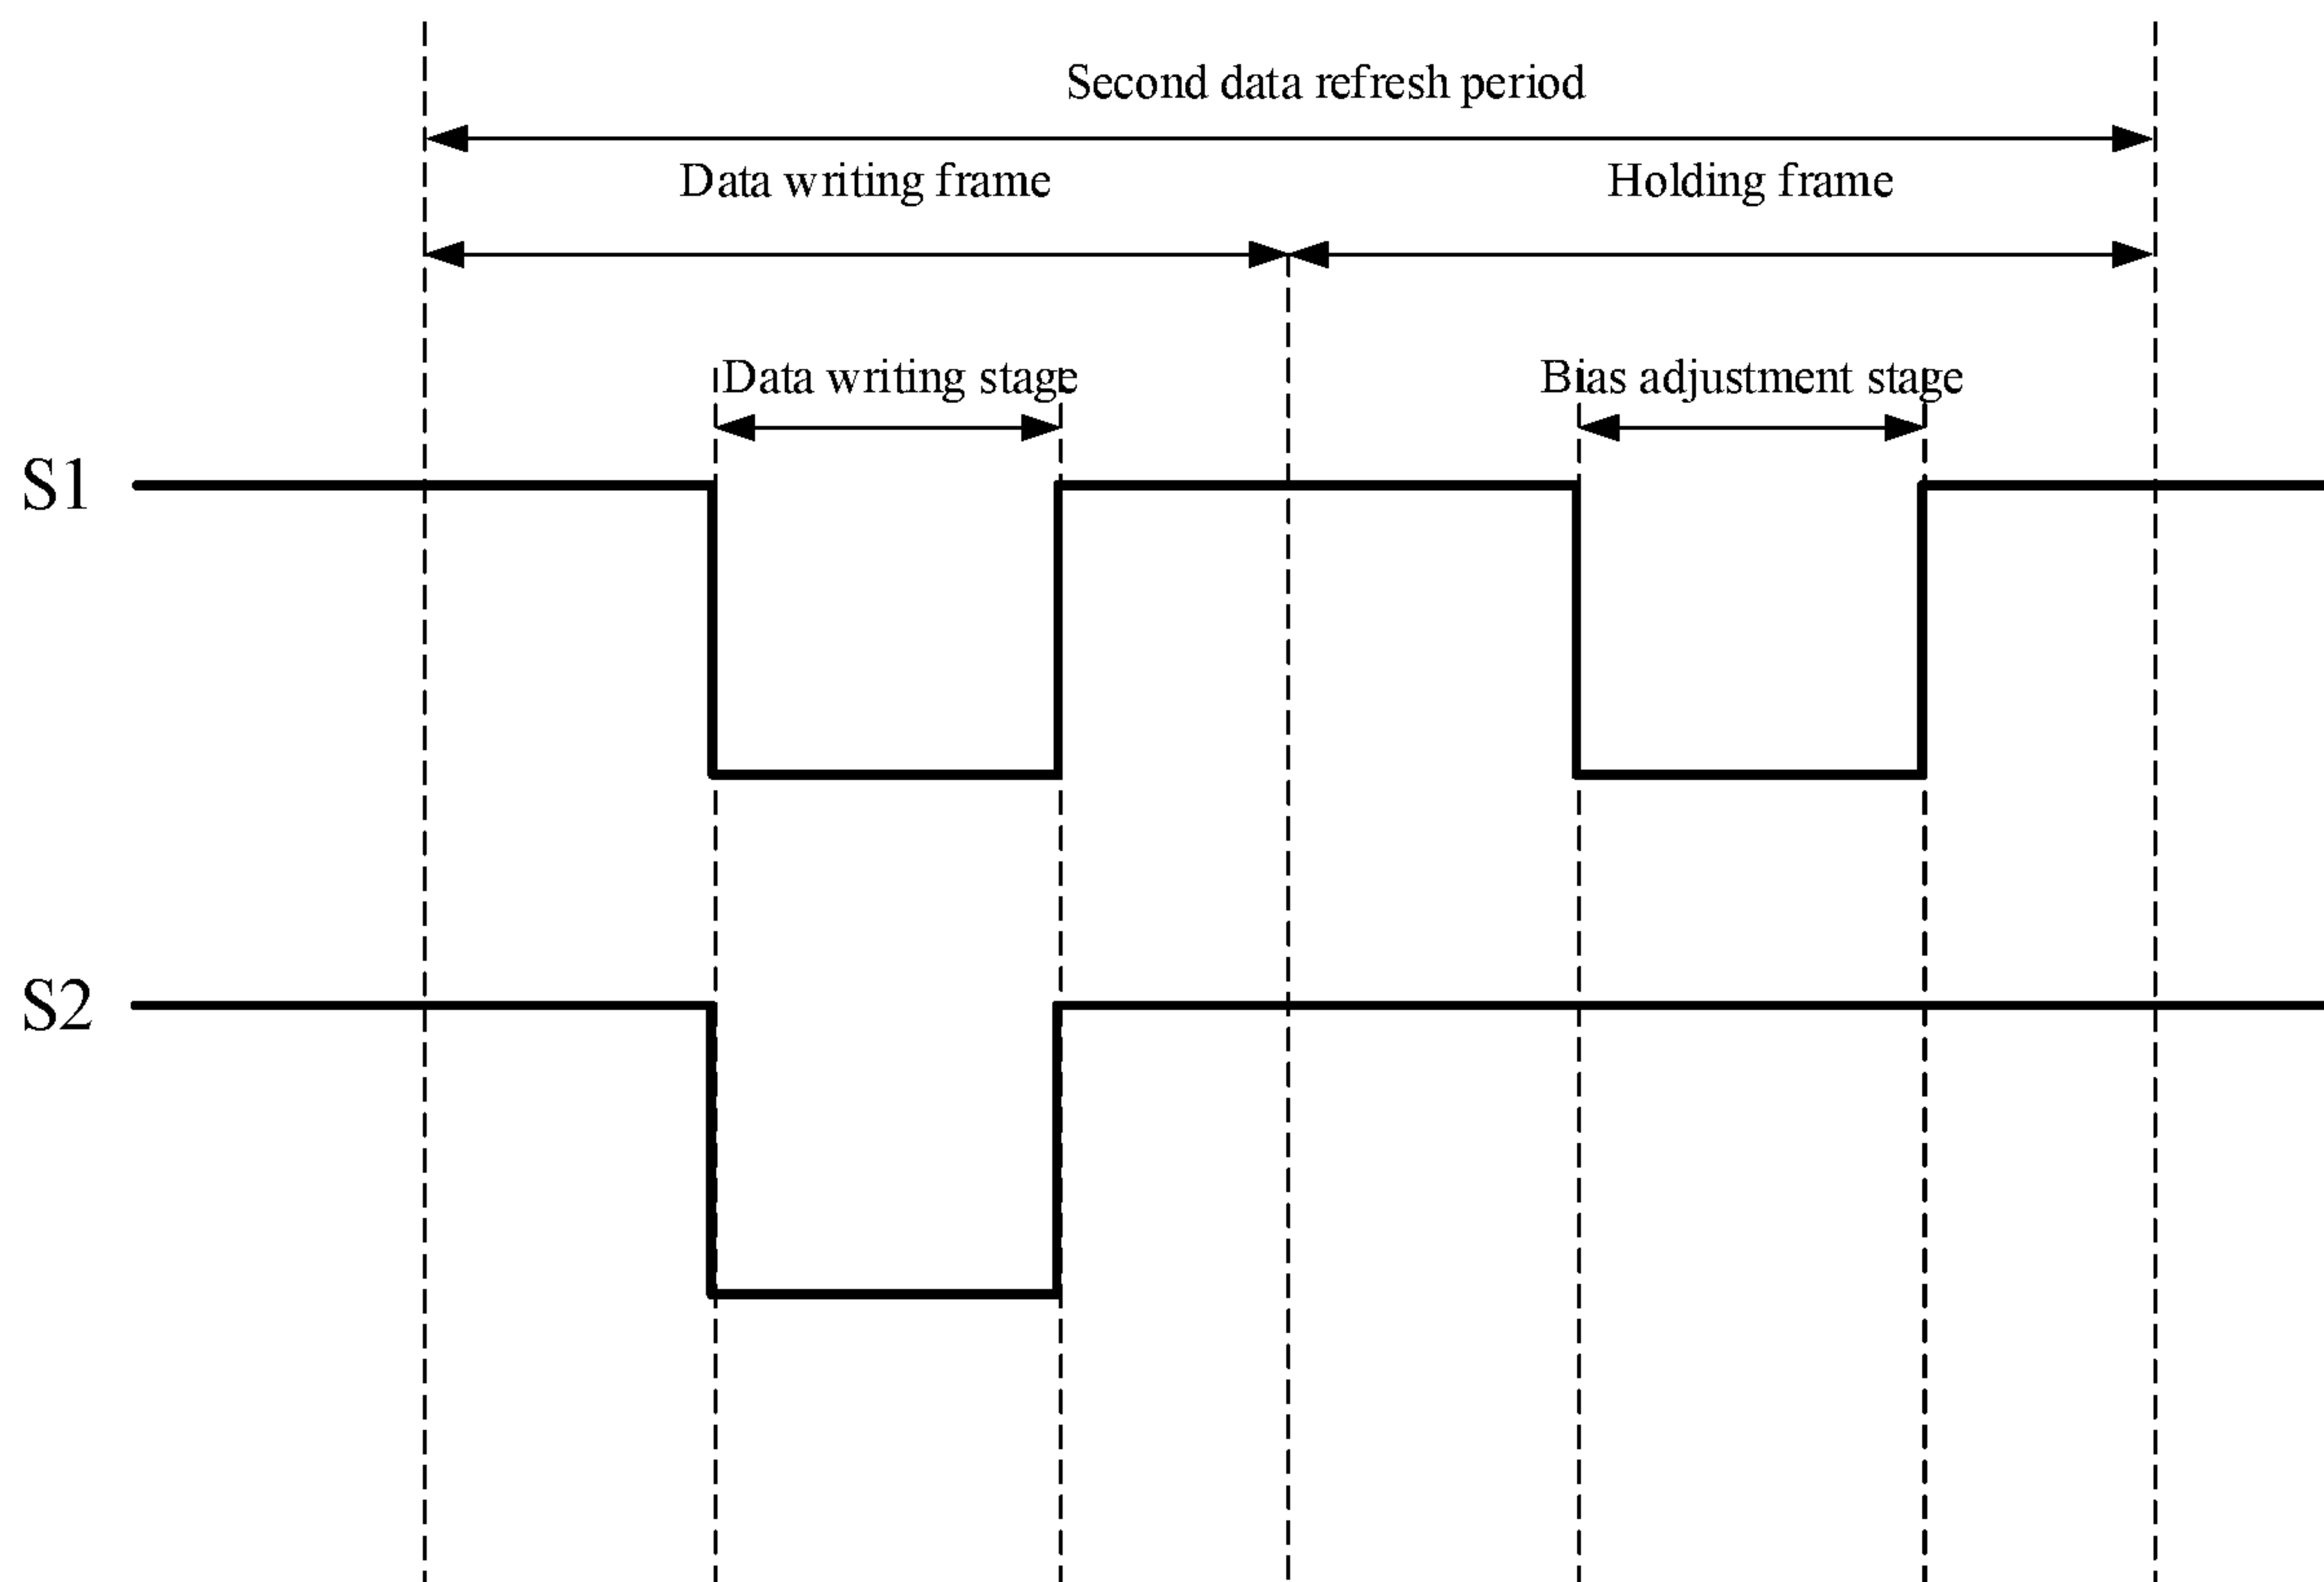 Second data refresh period
Data writing frame
Holding frame
Data writing stage
Bias adjustment stage
S1
S2